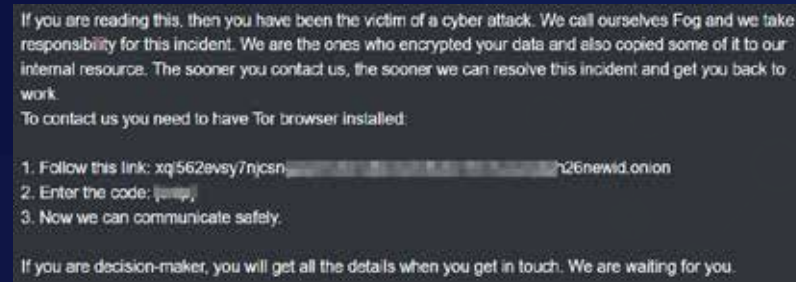 If you are reading this, then you have been the victim of a cyber attack. We call ourselves Fog and we take
responsibility for this incident. We are the ones who encrypted your data and also copied some of it to our
internal resource. The sooner you contact us, the sooner we can resolve this incident and get you back to
work.
To contact us you need to have Tor browser installed:
1. Follow this link: xql562evsy7njcsn h26newid.onion
2. Enter the code:
3. Now we can communicate safely.
If you are decision-maker, you will get all the details when you get in touch. We are waiting for you.